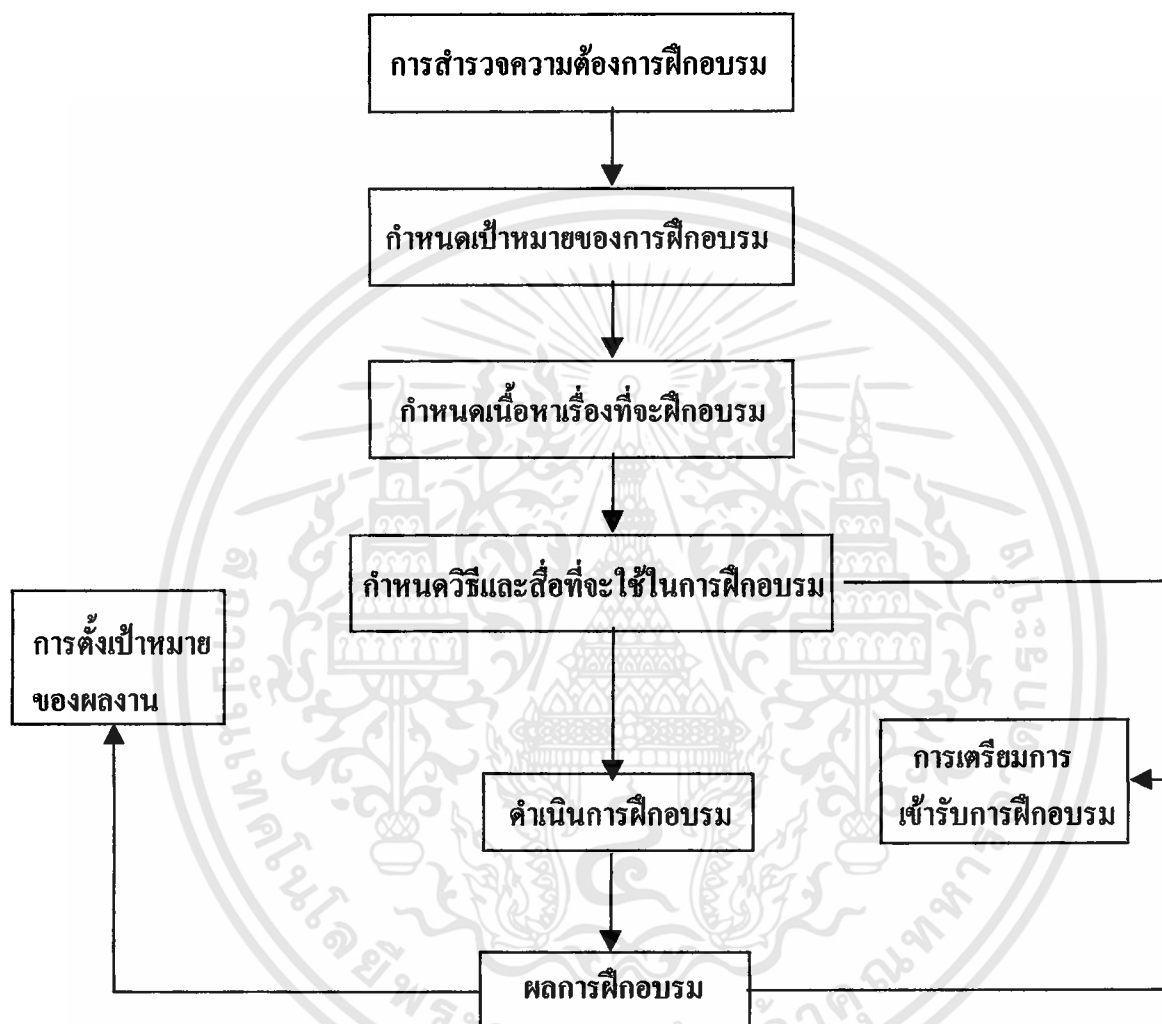 การสำรวจความต้องการฝึกอบรม
กำหนดเป้าหมายของการฝึกอบรม
กำหนดเนื้อหาเรื่องที่จะฝึกอบรม
กำหนดวิธีและสื่อที่จะใช้ในการฝึกอบรม
การตั้งเป้าหมาย
ของผลงาน
การเตรียมการ
เข้ารับการฝึกอบรม
ดำเนินการฝึกอบรม
ผลการฝึกอบรม